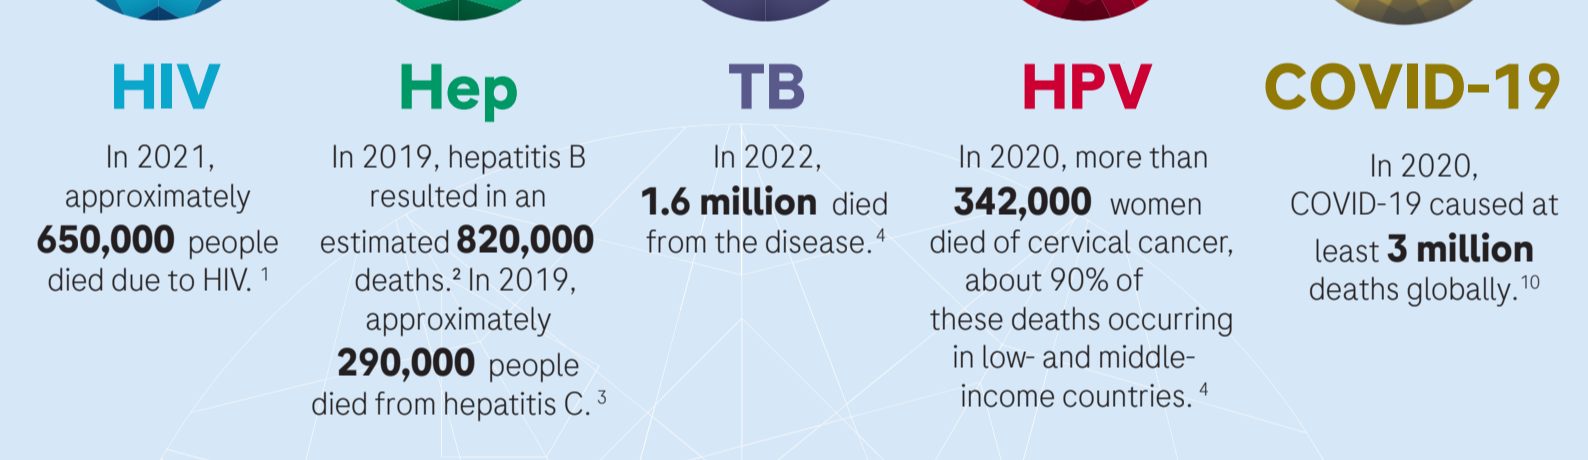 HIV
In 2021,
approximately
650,000 people
died due to HIV. 1
Hep
In 2019, hepatitis B
resulted in an
estimated 820,000
deaths.² In 2019,
approximately
290,000 people
died from hepatitis C. 3
TB
In 2022,
1.6 million died
from the disease.4
HPV
In 2020, more than
342,000 women
died of cervical cancer,
about 90% of
these deaths occurring
in low- and middle-
income countries. 4
COVID-19
In 2020,
COVID-19 caused at
least 3 million
deaths globally.10